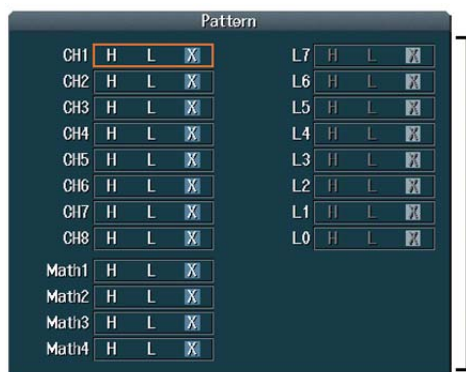 Pattern
CH1 H L X L7 H L X
CH2 H L X L6 H L X
CH3 H L X L5 H L X
CH4 H L X L4 H L X
CH5 H L X L3 H L X
CH6 H L X L2 H L X
CH7 H L X L1 H L X
CH8 H L X L0 H L X
Math1 H L X
Math2 H L X
Math3 H L X
Math4 H L X